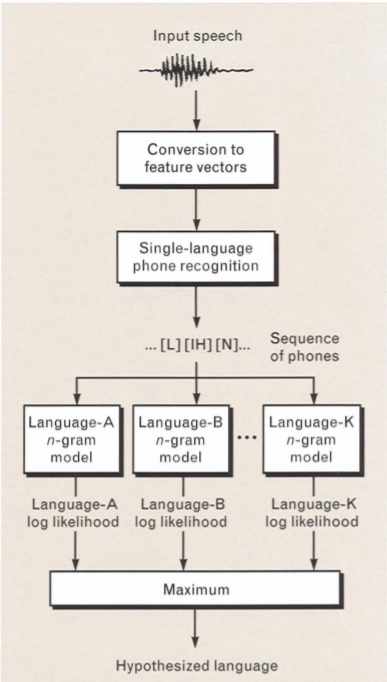 Input speech
Conversion to
feature vectors
Single-language
phone recognition
... [L] [IH] [N]...
Sequence
of phones
Language-A
n-gram
model
Language-B
n-gram
model
...
Language-K
n-gram
model
Language-A
log likelihood
Language-B
log likelihood
Language-K
log likelihood
Maximum
Hypothesized language